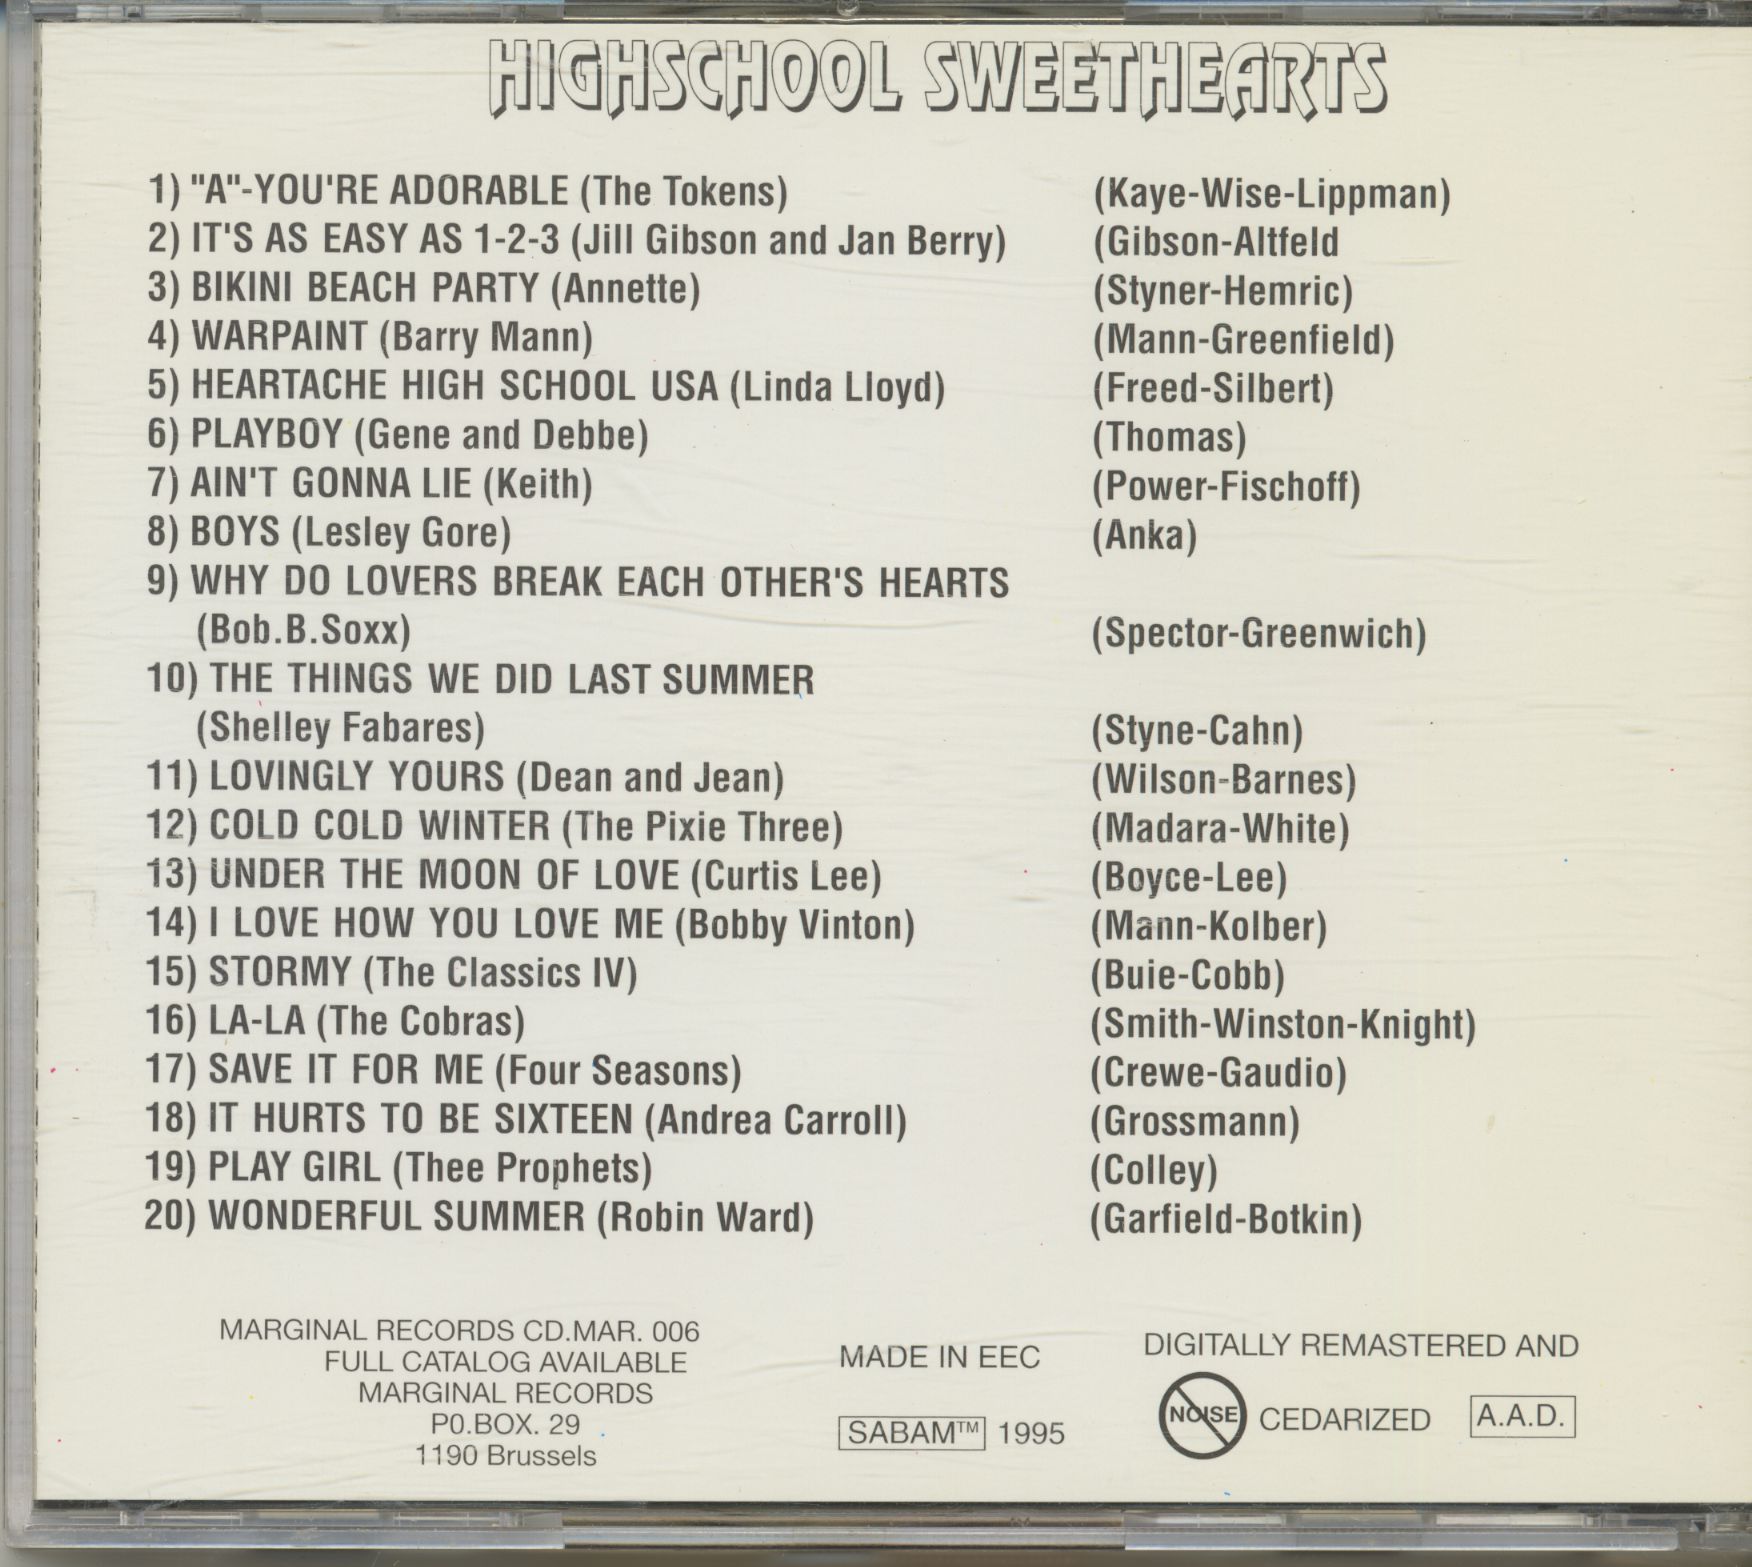 HIGHSCHOOL SWEETHEARTS
1) "A"-YOU'RE ADORABLE (The Tokens) (Kaye-Wise-Lippman)
2) IT'S AS EASY AS 1-2-3 (Jill Gibson and Jan Berry) (Gibson-Altfeld
3) BIKINI BEACH PARTY (Annette) (Styner-Hemric)
4) WARPAINT (Barry Mann) (Mann-Greenfield)
5) HEARTACHE HIGH SCHOOL USA (Linda Lloyd) (Freed-Silbert)
6) PLAYBOY (Gene and Debbe) (Thomas)
7) AIN'T GONNA LIE (Keith) (Power-Fischoff)
8) BOYS (Lesley Gore) (Anka)
9) WHY DO LOVERS BREAK EACH OTHER'S HEARTS
(Bob.B.Soxx) (Spector-Greenwich)
10) THE THINGS WE DID LAST SUMMER
(Shelley Fabares) (Styne-Cahn)
11) LOVINGLY YOURS (Dean and Jean) (Wilson-Barnes)
12) COLD COLD WINTER (The Pixie Three) (Madara-White)
13) UNDER THE MOON OF LOVE (Curtis Lee) (Boyce-Lee)
14) I LOVE HOW YOU LOVE ME (Bobby Vinton) (Mann-Kolber)
15) STORMY (The Classics IV) (Buie-Cobb)
16) LA-LA (The Cobras) (Smith-Winston-Knight)
17) SAVE IT FOR ME (Four Seasons) (Crewe-Gaudio)
18) IT HURTS TO BE SIXTEEN (Andrea Carroll) (Grossmann)
19) PLAY GIRL (Thee Prophets) (Colley)
20) WONDERFUL SUMMER (Robin Ward) (Garfield-Botkin)
MARGINAL RECORDS CD.MAR. 006
FULL CATALOG AVAILABLE
MARGINAL RECORDS
P0.BOX. 29
1190 Brussels
MADE IN EEC
SABAM™ 1995
DIGITALLY REMASTERED AND
NOISE CEDARIZED A.A.D.